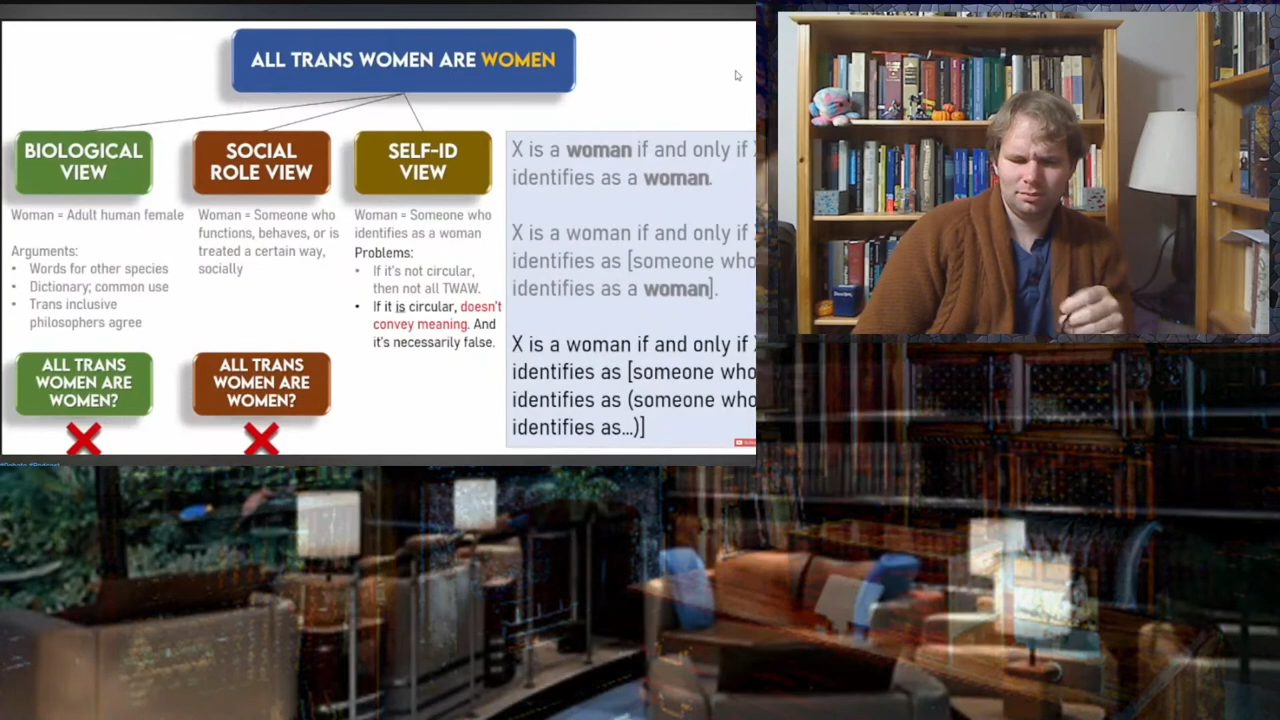 ALL TRANS WOMEN ARE WOMEN
BIOLOGICAL
VIEW
Woman = Adult human female
Arguments:
• Words for other species
• Dictionary; common use
• Trans inclusive
philosophers agree
ALL TRANS
WOMEN ARE
WOMEN?
SOCIAL
ROLE VIEW
Woman = Someone who
functions, behaves, or is
treated a certain way,
socially
ALL TRANS
WOMEN ARE
WOMEN?
SELF-ID
VIEW
Woman = Someone who
identifies as a woman
Problems:
• If it's not circular,
then not all TWAW.
• If it is circular, doesn't
convey meaning. And
it's necessarily false.
X is a woman if and only if
identifies as a woman.
X is a woman if and only if
identifies as [someone who
identifies as a woman].
X is a woman if and only if
identifies as [someone who
identifies as (someone who
identifies as...)]
#Debate #Podcast